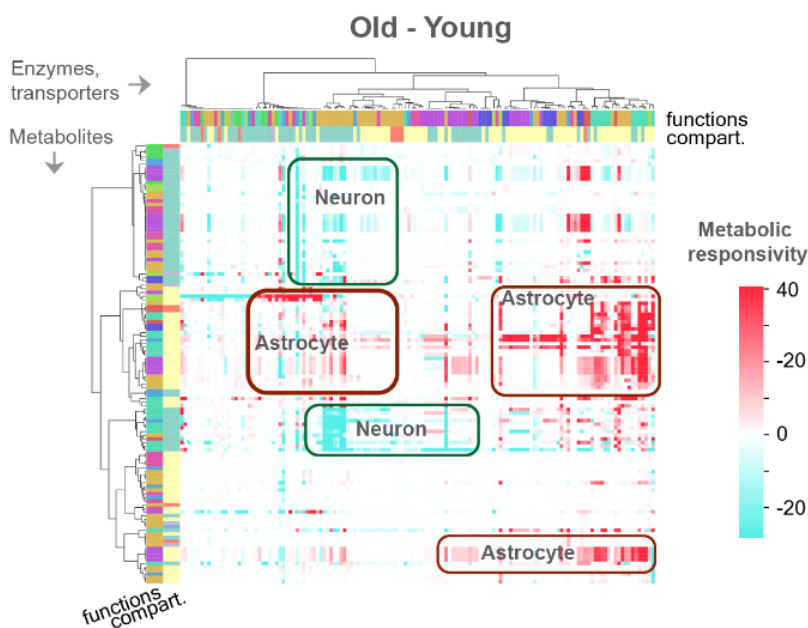 Old - Young
Enzymes,
transporters
Metabolites
functions
compart.
Neuron
Astrocyte
Astrocyte
Neuron
Astrocyte
functions
compart.
Metabolic
responsivity
40
-20
0
-20